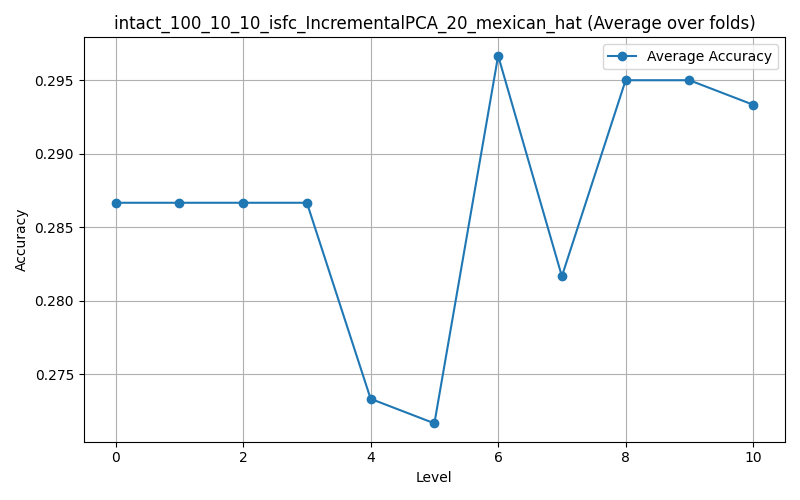 intact_100_10_10_isfc_IncrementalPCA_20_mexican_hat (Average over folds)
Average Accuracy
Accuracy
0.295
0.290
0.285
0.280
0.275
0 2 4 6 8 10
Level